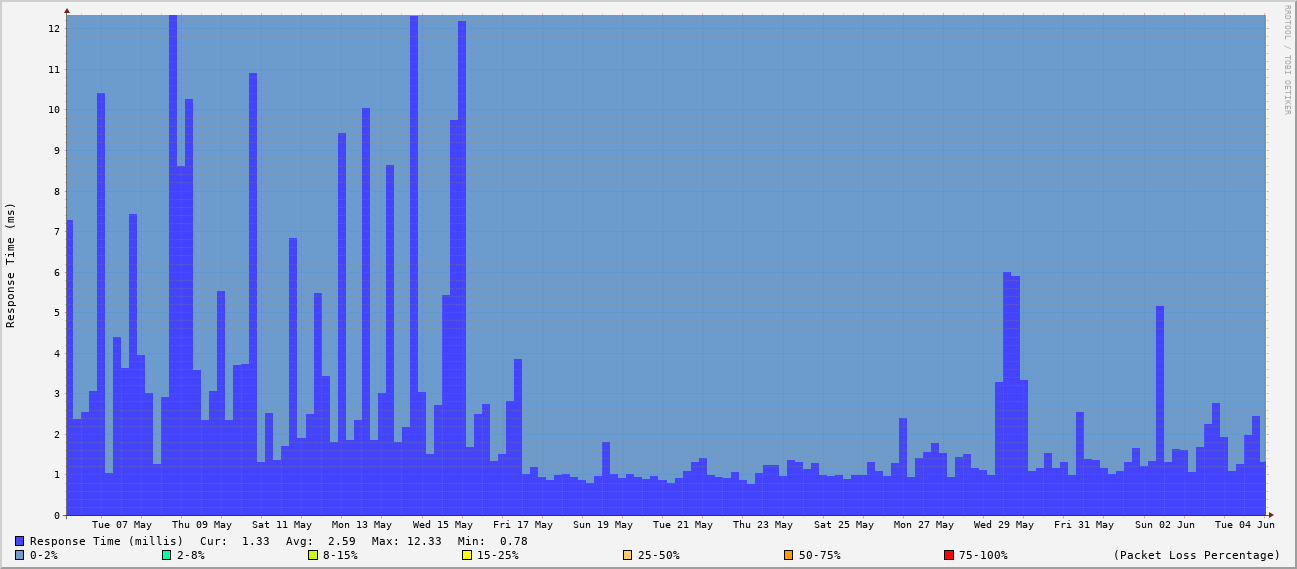 RRDTOOL / TOBI OETIKER
Response Time (ms)
12
11
10
9
8
7
6
5
4
3
2
1
0
Tue 07 May Thu 09 May Sat 11 May Mon 13 May Wed 15 May Fri 17 May Sun 19 May Tue 21 May Thu 23 May Sat 25 May Mon 27 May Wed 29 May Fri 31 May Sun 02 Jun Tue 04 Jun
Response Time (millis) Cur: 1.33 Avg: 2.59 Max: 12.33 Min: 0.78
0-2% 2-8% 8-15% 15-25% 25-50% 50-75% 75-100% (Packet Loss Percentage)